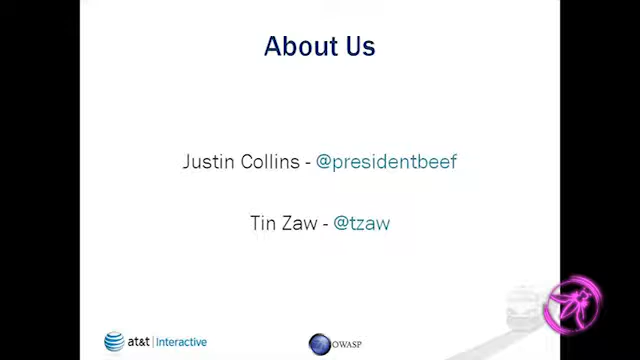 About Us
Justin Collins - @presidentbeef
Tin Zaw - @tzaw
at&t | Interactive
OWASP